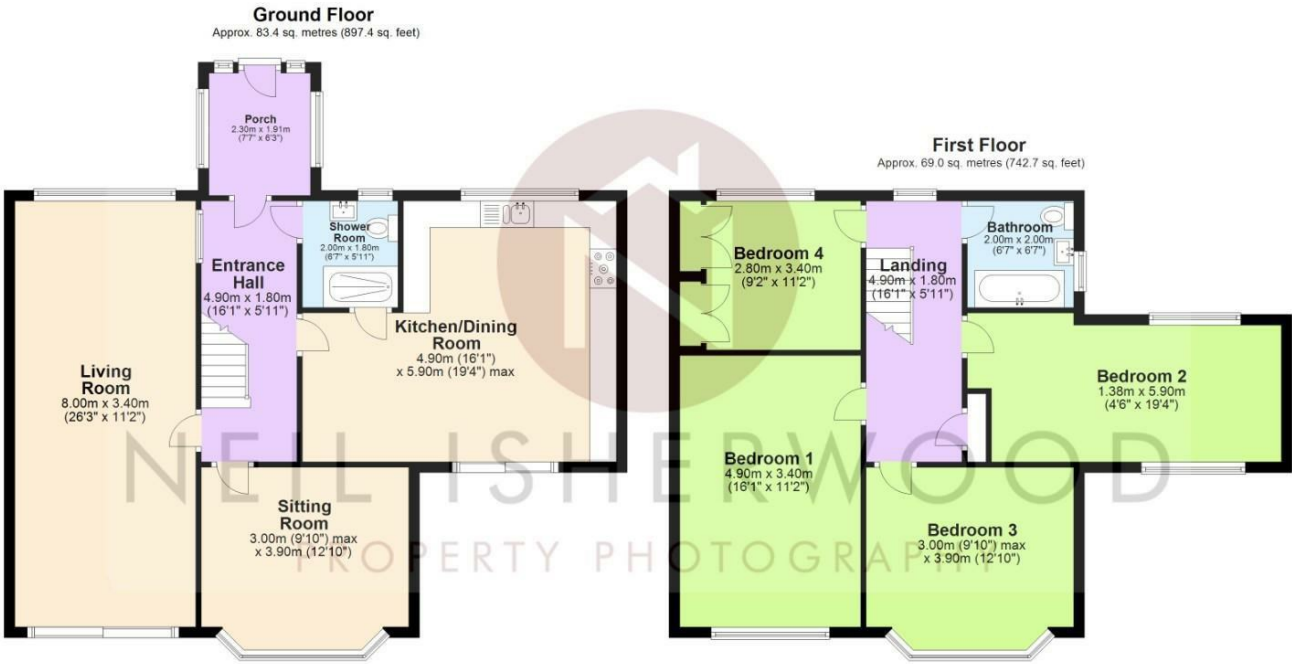 Ground Floor
Approx. 83.4 sq. metres (897.4 sq. feet)
Porch
2.30m x 1.91m
(7'7" x 6'3")
Shower
Room
2.00m x 1.80m
(6'7" x 5'11")
Entrance
Hall
4.90m x 1.80m
(16'1" x 5'11")
Kitchen/Dining
Room
4.90m (16'1")
x 5.90m (19'4") max
Living
Room
8.00m x 3.40m
(26'3" x 11'2")
Sitting
Room
3.00m (9'10") max
x 3.90m (12'10")
First Floor
Approx. 69.0 sq. metres (742.7 sq. feet)
Bedroom 4
2.80m x 3.40m
(9'2" x 11'2")
Landing
4.90m x 1.80m
(16'1" x 5'11")
Bathroom
2.00m x 2.00m
(6'7" x 6'7")
Bedroom 2
1.38m x 5.90m
(4'6" x 19'4")
Bedroom 1
4.90m x 3.40m
(16'1" x 11'2")
Bedroom 3
3.00m (9'10") max
x 3.90m (12'10")
NEIL ISHERWOOD
PROPERTY PHOTOGRAPHY